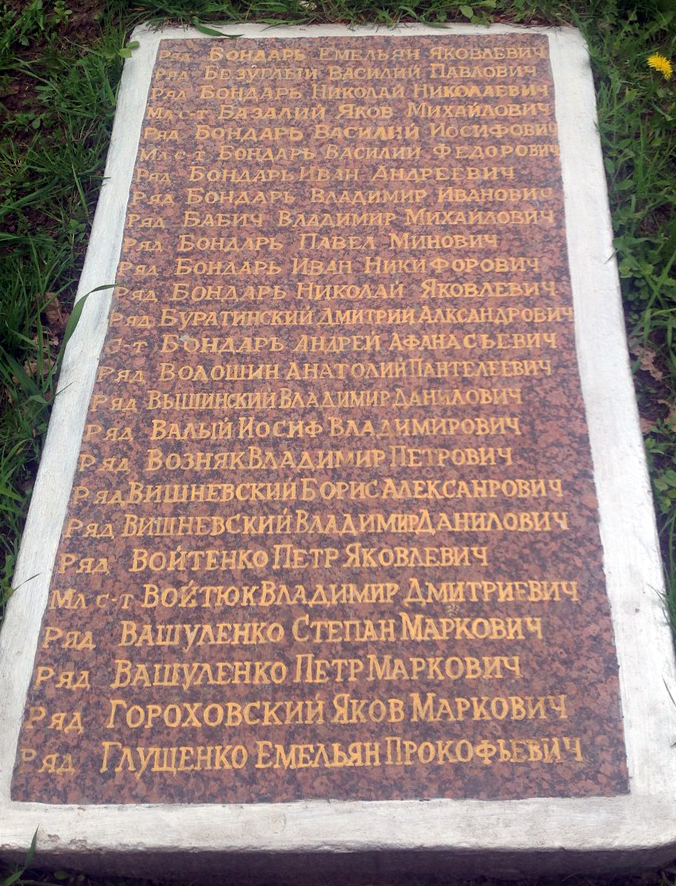 Ряд Бондарь Емельян Яковлевич
Ряд Безуглый Василий Павлович
Ряд Бондарь Николай Николаевич
Мл с-т Базалий Яков Михайлович
Ряд Бондарь Василий Иосифович
Мл с-т Бондарь Василий Федорович
Ряд Бондарь Иван Андреевич
Ряд Бондарь Владимир Иванович
Ряд Бабич Владимир Михайлович
Ряд Бондарь Павел Минович
Ряд Бондарь Иван Никифорович
Ряд Бондарь Николай Яковлевич
Ряд Буратинский Дмитрий Алксандрович
С-т Бондарь Андрей Афанасьевич
Ряд Волошин Анатолий Пантелеевич
Ряд Вышинский Владимир Данилович
Ряд Валый Иосиф Владимирович
Ряд Возняк Владимир Петрович
Ряд Вишневский Борис Алексанрович
Ряд Вишневский Владимир Данилович
Ряд Войтенко Петр Яковлевич
Мл с-т Войтюк Владимир Дмитриевич
Ряд Вашуленко Степан Маркович
Ряд Вашуленко Петр Маркович
Ряд Гороховский Яков Маркович
Ряд Глущенко Емельян Прокофьевич